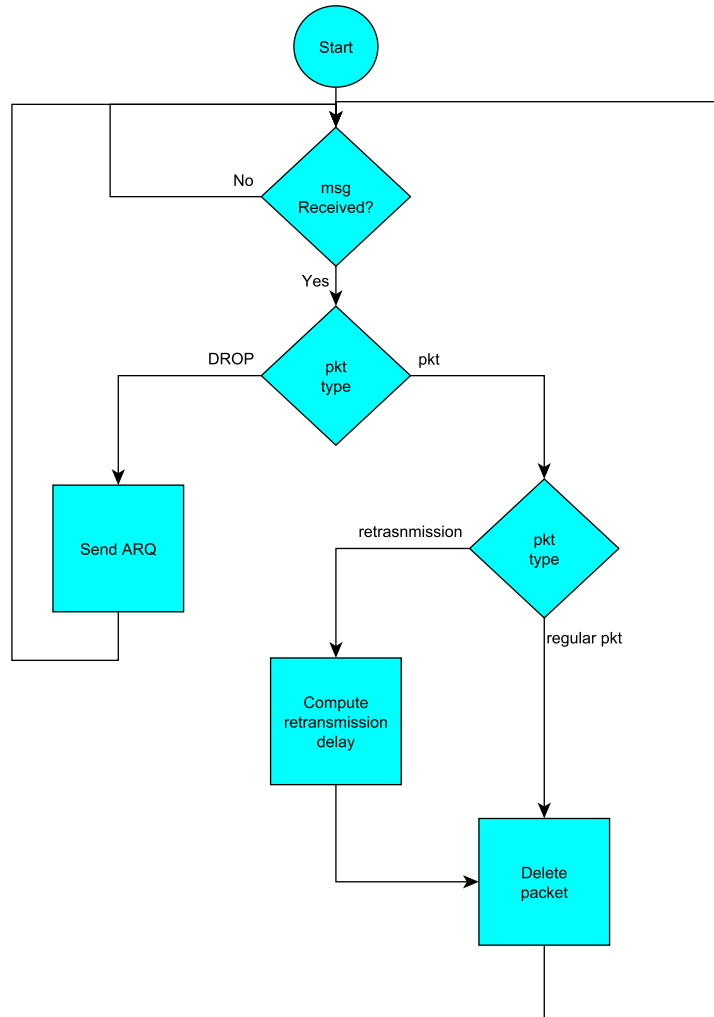 Start
No
msg
Received?
Yes
DROP
pkt
type
pkt
Send ARQ
retrasnmission
pkt
type
regular pkt
Compute
retransmission
delay
Delete
packet